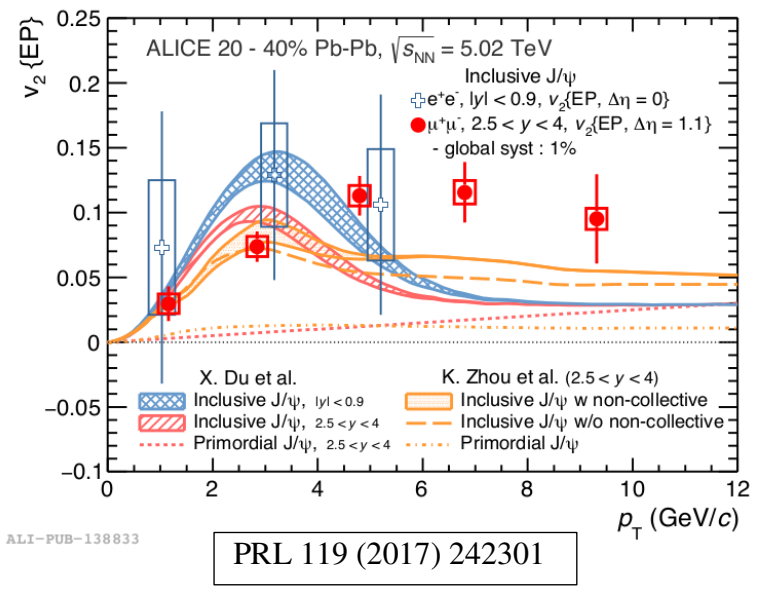 v₂ {EP}
0.25
0.2
0.15
0.1
0.05
0
−0.05
−0.1
ALICE 20 - 40% Pb-Pb, √s_NN = 5.02 TeV
Inclusive J/ψ
e⁺e⁻, |y| < 0.9, v₂{EP, Δη = 0}
μ⁺μ⁻, 2.5 < y < 4, v₂{EP, Δη = 1.1}
- global syst : 1%
X. Du et al.
Inclusive J/ψ, |y| < 0.9
Inclusive J/ψ, 2.5 < y < 4
Primordial J/ψ, 2.5 < y < 4
K. Zhou et al. (2.5 < y < 4)
Inclusive J/ψ w non-collective
Inclusive J/ψ w/o non-collective
Primordial J/ψ
0 2 4 6 8 10 12
p_T (GeV/c)
ALI-PUB-138833
PRL 119 (2017) 242301